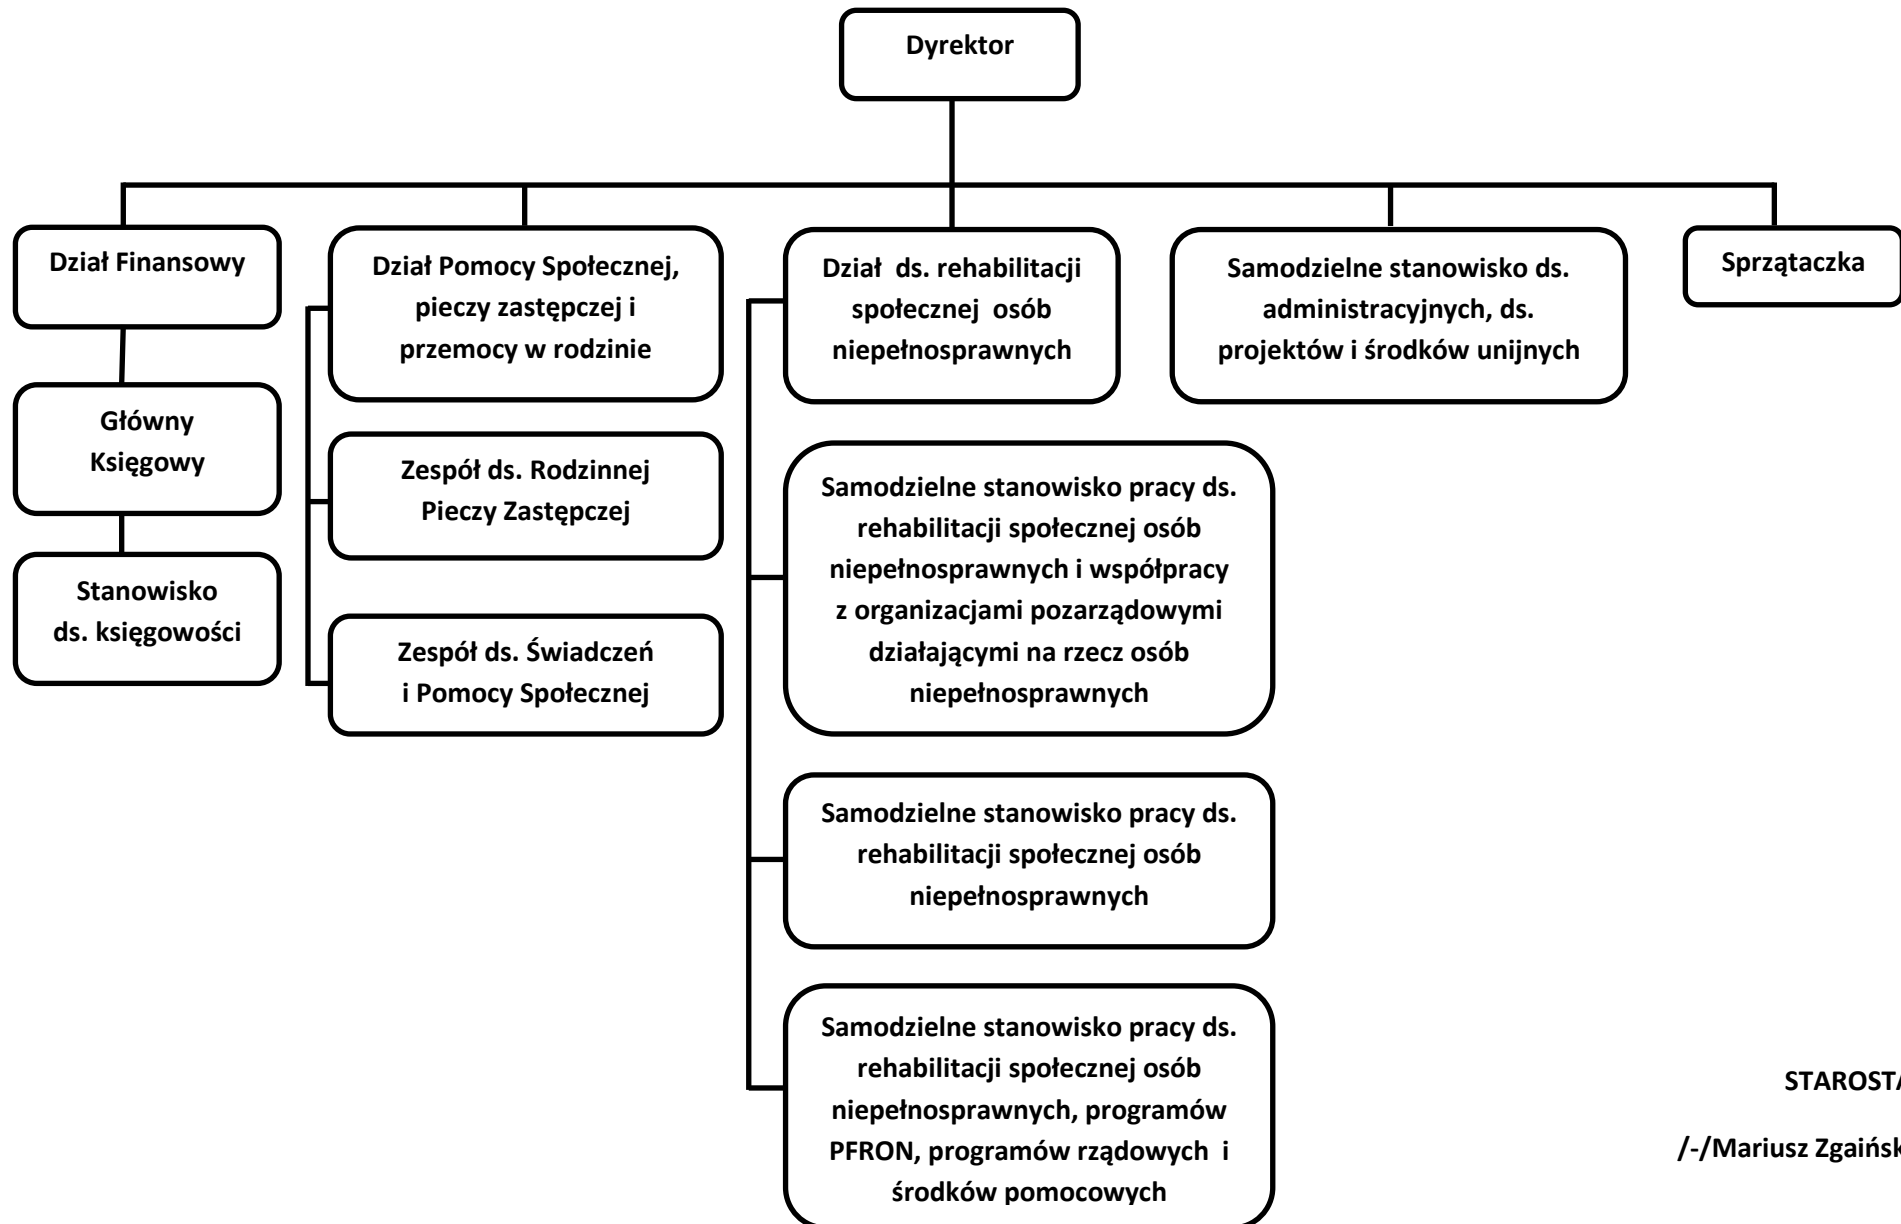 Dyrektor
Dział Finansowy
Główny
Księgowy
Stanowisko
ds. księgowości
Dział Pomocy Społecznej,
pieczy zastępczej i
przemocy w rodzinie
Zespół ds. Rodzinnej
Pieczy Zastępczej
Zespół ds. Świadczeń
i Pomocy Społecznej
Dział ds. rehabilitacji
społecznej osób
niepełnosprawnych
Samodzielne stanowisko pracy ds.
rehabilitacji społecznej osób
niepełnosprawnych i współpracy
z organizacjami pozarządowymi
działającymi na rzecz osób
niepełnosprawnych
Samodzielne stanowisko pracy ds.
rehabilitacji społecznej osób
niepełnosprawnych
Samodzielne stanowisko pracy ds.
rehabilitacji społecznej osób
niepełnosprawnych, programów
PFRON, programów rządowych i
środków pomocowych
Samodzielne stanowisko ds.
administracyjnych, ds.
projektów i środków unijnych
Sprzątaczka
STAROSTA
/-/Mariusz Zgaińsk